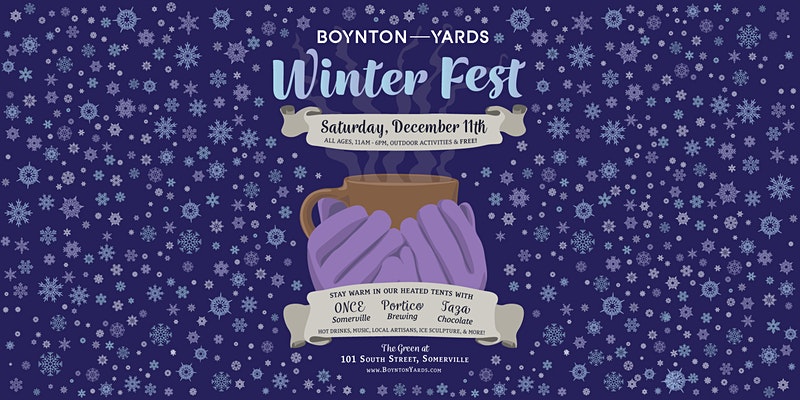 BOYNTON—YARDS
Winter Fest
Saturday, December 11th
ALL AGES, 11AM - 6PM, OUTDOOR ACTIVITIES & FREE!
STAY WARM IN OUR HEATED TENTS WITH
ONCE Portico Taza
Somerville Brewing Chocolate
HOT DRINKS, MUSIC, LOCAL ARTISANS, ICE SCULPTURE, & MORE!
The Green at
101 SOUTH STREET, SOMERVILLE
WWW.BOYNTONYARDS.COM